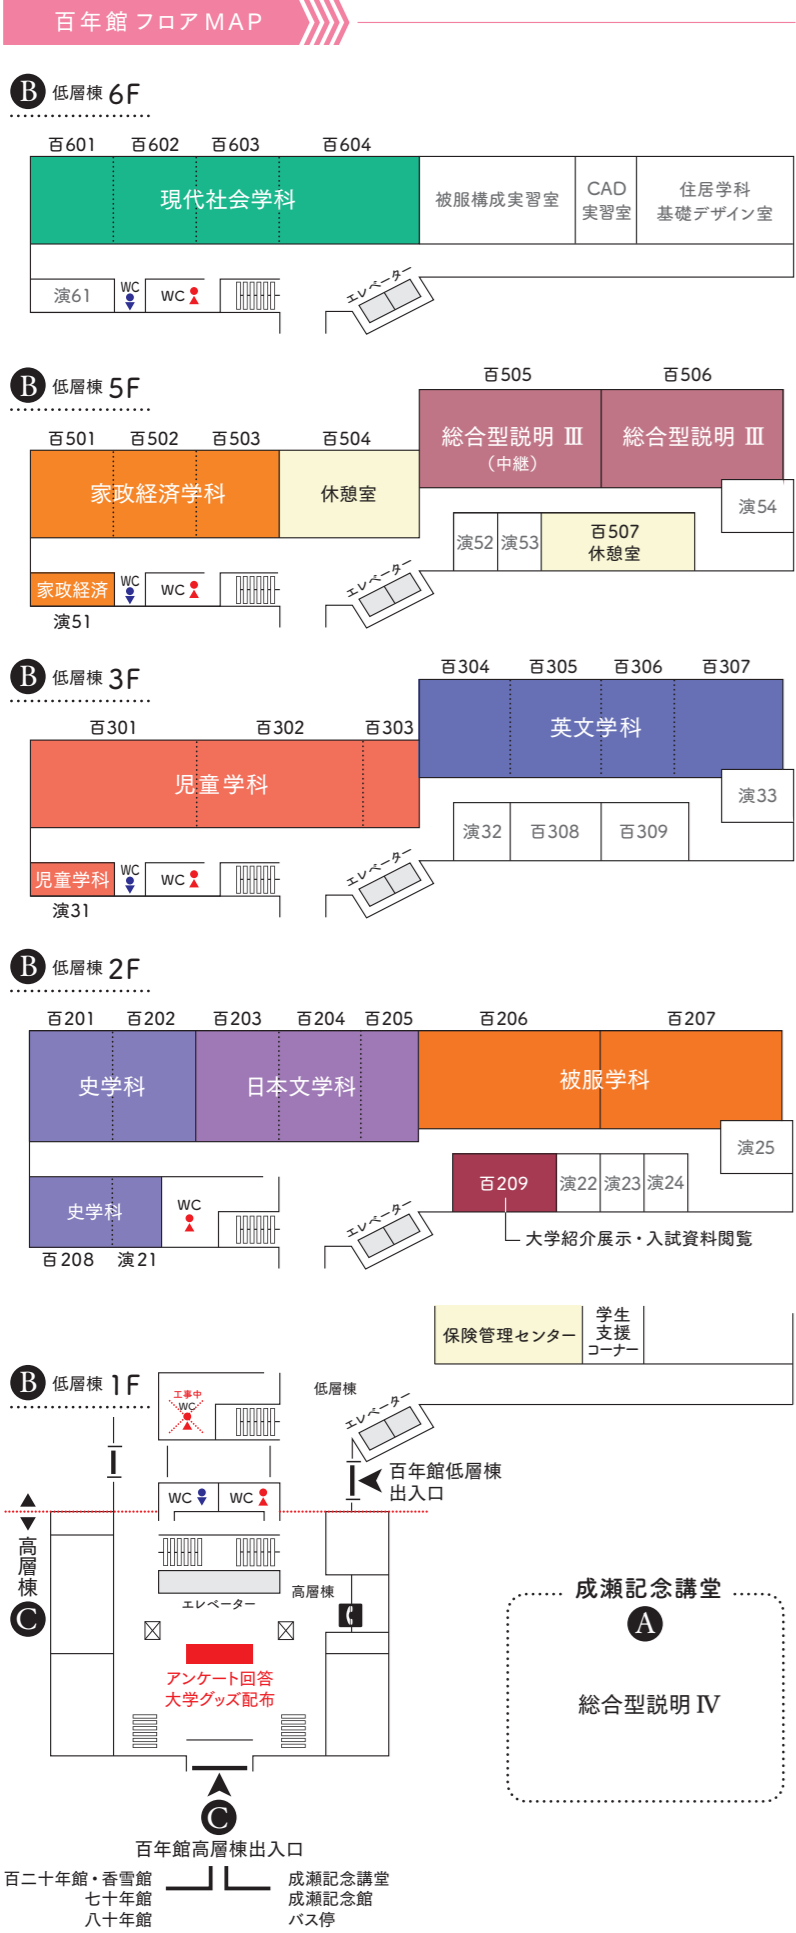 百年館 フロア MAP
B 低層棟 6F
百601 百602 百603 百604
現代社会学科 被服構成実習室 CAD
実習室 住居学科
基礎デザイン室
演61 WC WC エレベーター
B 低層棟 5F
百505 百506
百501 百502 百503 百504
総合型説明 Ⅲ
（中継） 総合型説明 Ⅲ
家政経済学科 休憩室
演54
演52 演53 百507
休憩室
家政経済 WC WC エレベーター
演51
B 低層棟 3F
百304 百305 百306 百307
百301 百302 百303
英文学科
児童学科
演33
演32 百308 百309
児童学科 WC WC エレベーター
演31
B 低層棟 2F
百201 百202 百203 百204 百205 百206 百207
史学科 日本文学科 被服学科
演25
百209 演22 演23 演24
史学科 WC エレベーター
大学紹介展示・入試資料閲覧
百208 演21
保険管理センター 学生
支援
コーナー
B 低層棟 1F
工事中
WC
低層棟
エレベーター
百年館低層棟
出入口
WC WC
高層棟
C
エレベーター
高層棟
アンケート回答
大学グッズ配布
成瀬記念講堂
A
総合型説明 Ⅳ
C
百年館高層棟出入口
百二十年館・香雪館
七十年館
八十年館
成瀬記念講堂
成瀬記念館
バス停